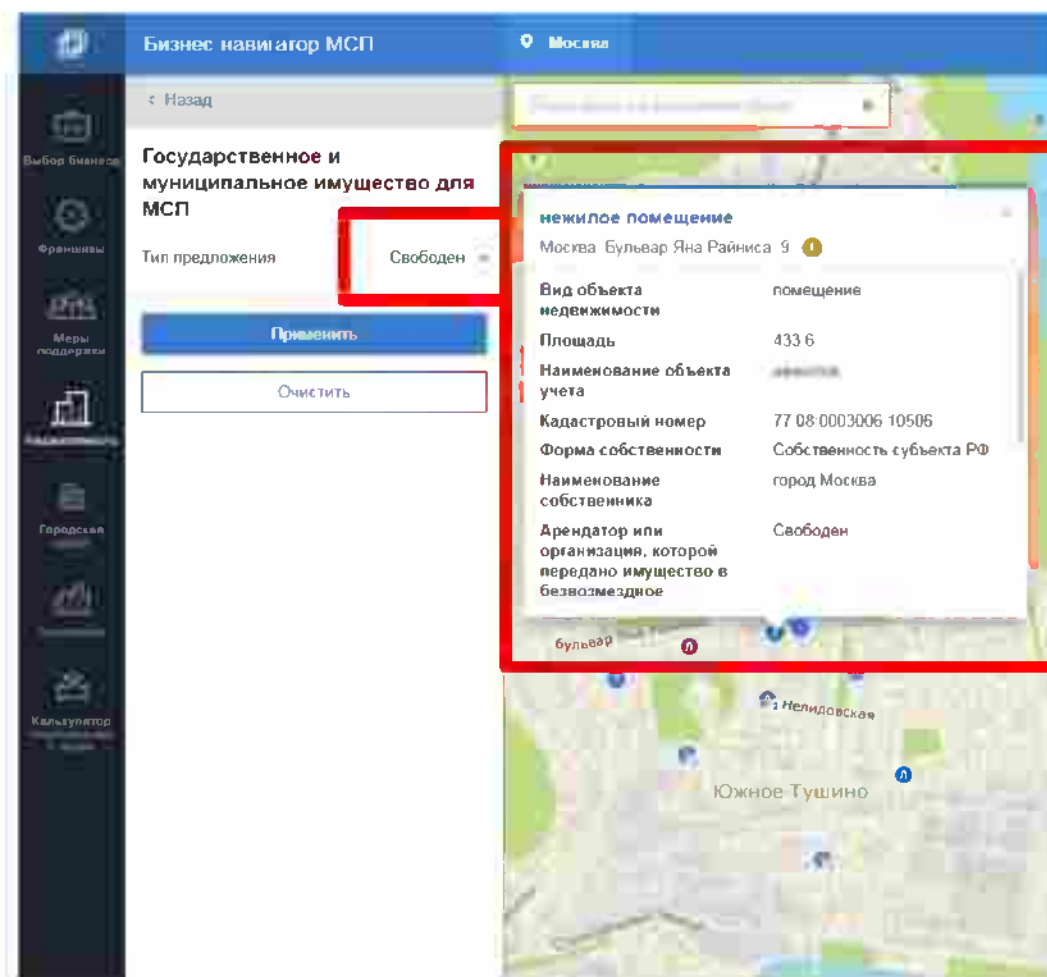 Бизнес навигатор МСП
Москва
< Назад
Выбор бизнеса
Франшизы
Меры
поддержки
Недвижимость
Городская
Калькулятор
Государственное и
муниципальное имущество для
МСП
Тип предложения Свободен
Применить
Очистить
нежилое помещение
Москва Бульвар Яна Райниса 9
Вид объекта помещение
недвижимости
Площадь 433 6
Наименование объекта
учета
Кадастровый номер 77 08:0003006 10506
Форма собственности Собственность субъекта РФ
Наименование город Москва
собственника
Арендатор или Свободен
организация, которой
передано имущество в
безвозмездное
бульвар
Л
Нелидовская
Л
Южное Тушино